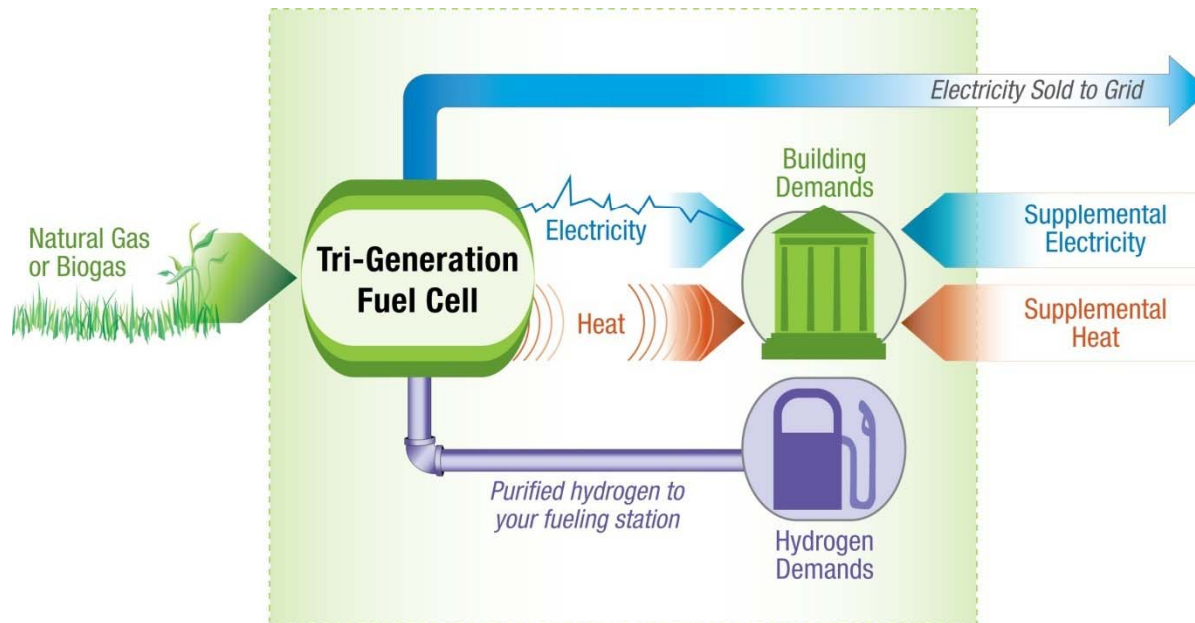 Electricity Sold to Grid
Building
Demands
Natural Gas
or Biogas
Tri-Generation
Fuel Cell
Electricity
Supplemental
Electricity
Heat
Supplemental
Heat
Purified hydrogen to
your fueling station
Hydrogen
Demands